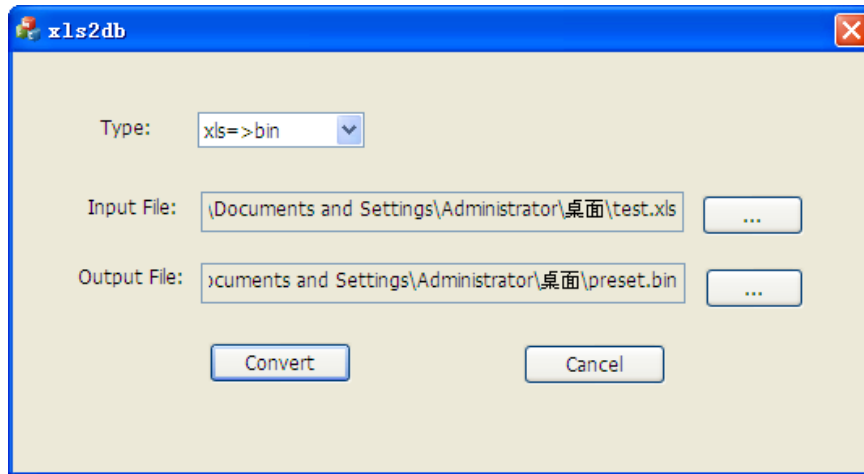 xls2db
Type: xls=>bin
Input File: \Documents and Settings\Administrator\桌面\test.xls ...
Output File: ocuments and Settings\Administrator\桌面\preset.bin ...
Convert Cancel